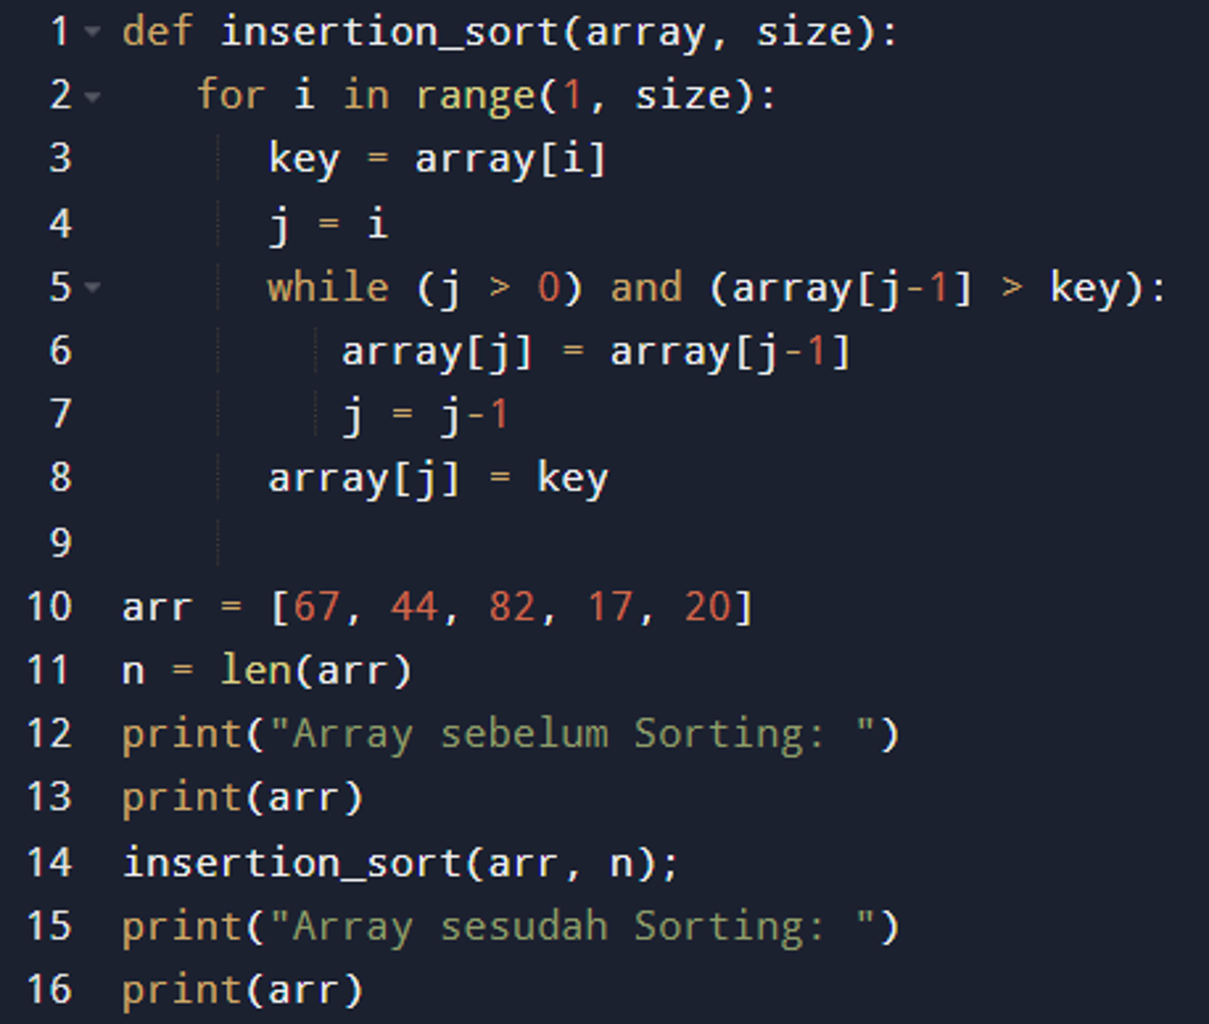 1 def insertion_sort(array, size):
2    for i in range(1, size):
3       key = array[i]
4       j = i
5       while (j > 0) and (array[j-1] > key):
6          array[j] = array[j-1]
7          j = j-1
8       array[j] = key
9
10 arr = [67, 44, 82, 17, 20]
11 n = len(arr)
12 print("Array sebelum Sorting: ")
13 print(arr)
14 insertion_sort(arr, n);
15 print("Array sesudah Sorting: ")
16 print(arr)